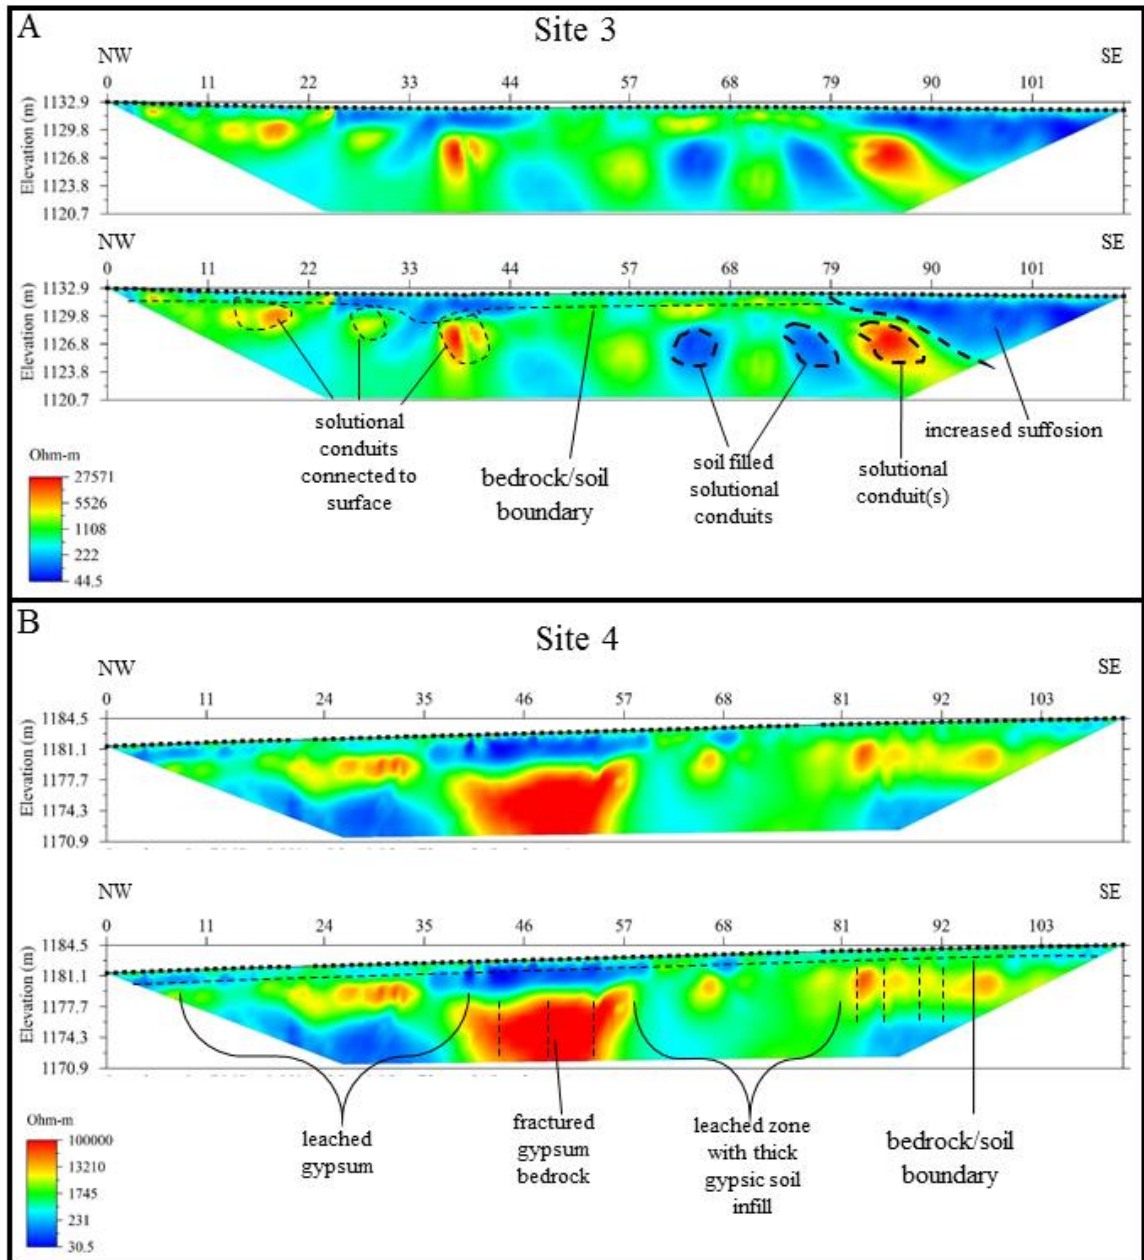 A
Site 3
NW
SE
0 11 22 33 44 57 68 79 90 101
Elevation (m)
1132.9
1129.8
1126.8
1123.8
1120.7
NW
SE
0 11 22 33 44 57 68 79 90 101
Elevation (m)
1132.9
1129.8
1126.8
1123.8
1120.7
solutional
conduits
connected to
surface
bedrock/soil
boundary
soil filled
solutional
conduits
solutional
conduit(s)
increased suffosion
Ohm-m
27571
5526
1108
222
44.5
B
Site 4
NW
SE
0 11 24 35 46 57 68 81 92 103
Elevation (m)
1184.5
1181.1
1177.7
1174.3
1170.9
NW
SE
0 11 24 35 46 57 68 81 92 103
Elevation (m)
1184.5
1181.1
1177.7
1174.3
1170.9
leached
gypsum
fractured
gypsum
bedrock
leached zone
with thick
gypsic soil
infill
bedrock/soil
boundary
Ohm-m
100000
13210
1745
231
30.5